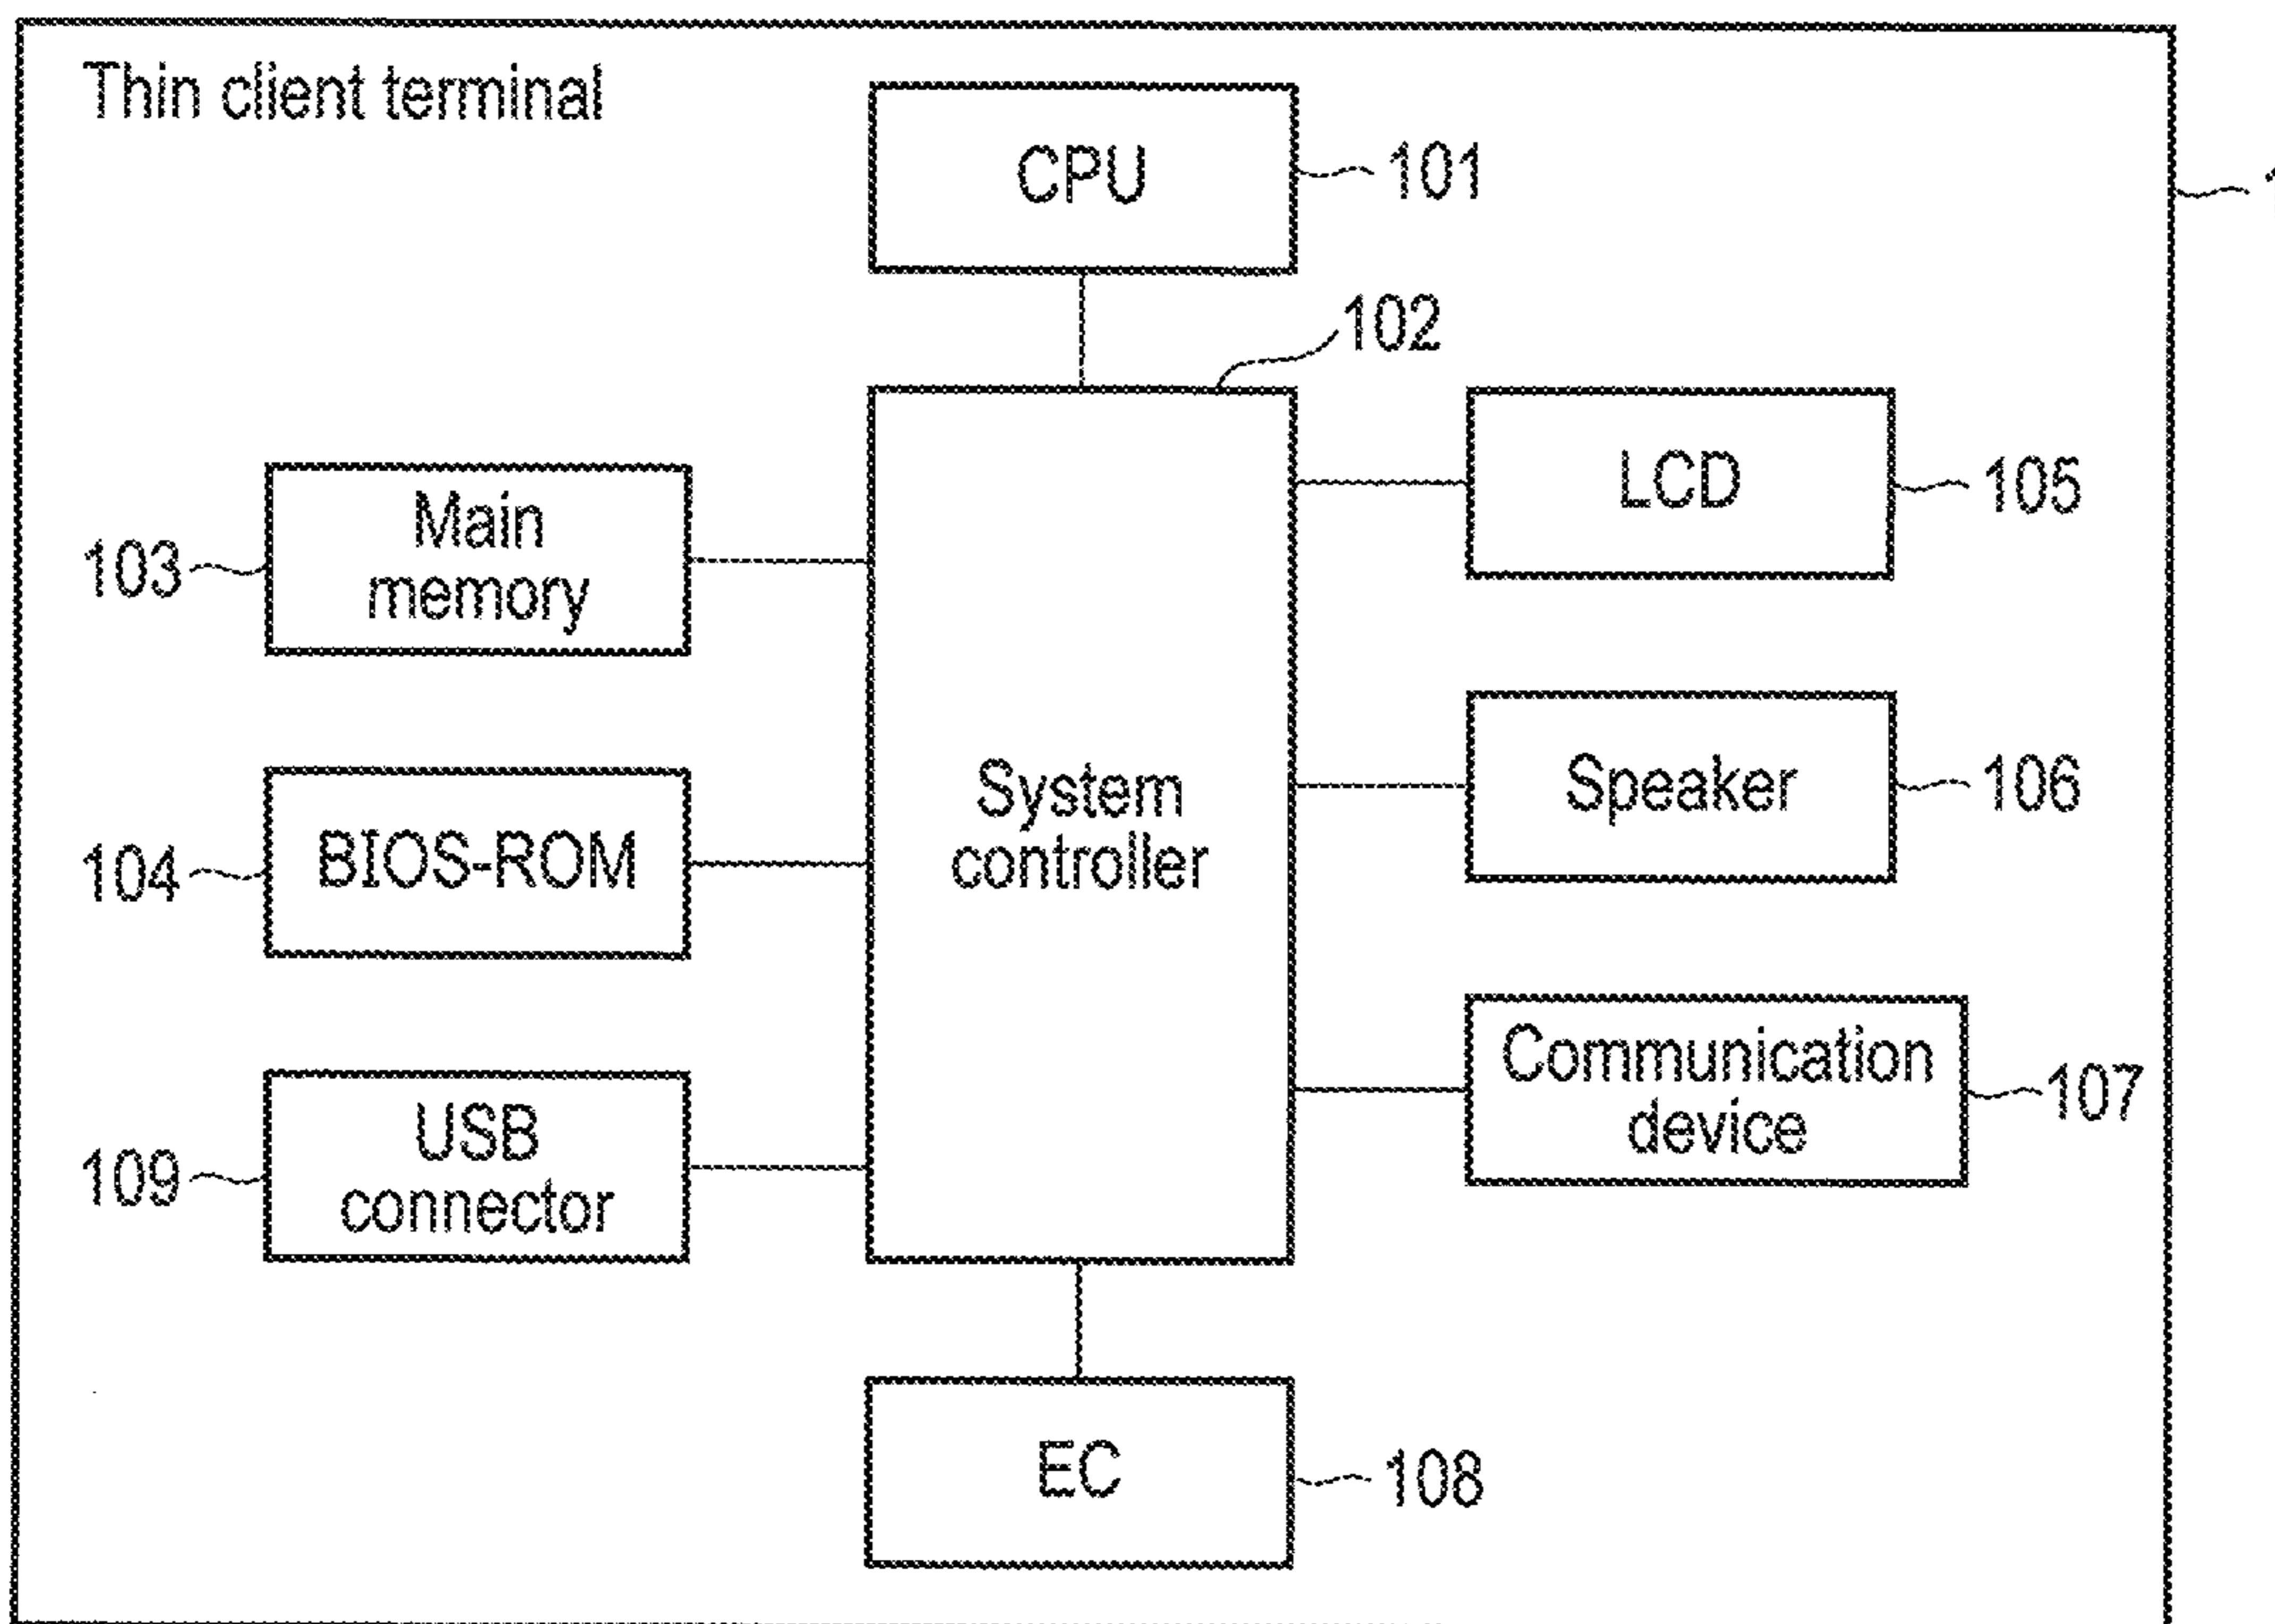 Thin client terminal
CPU
101
1
102
Main
memory
103
LCD
105
System
controller
Speaker
106
BIOS-ROM
104
Communication
device
107
USB
connector
109
EC
108